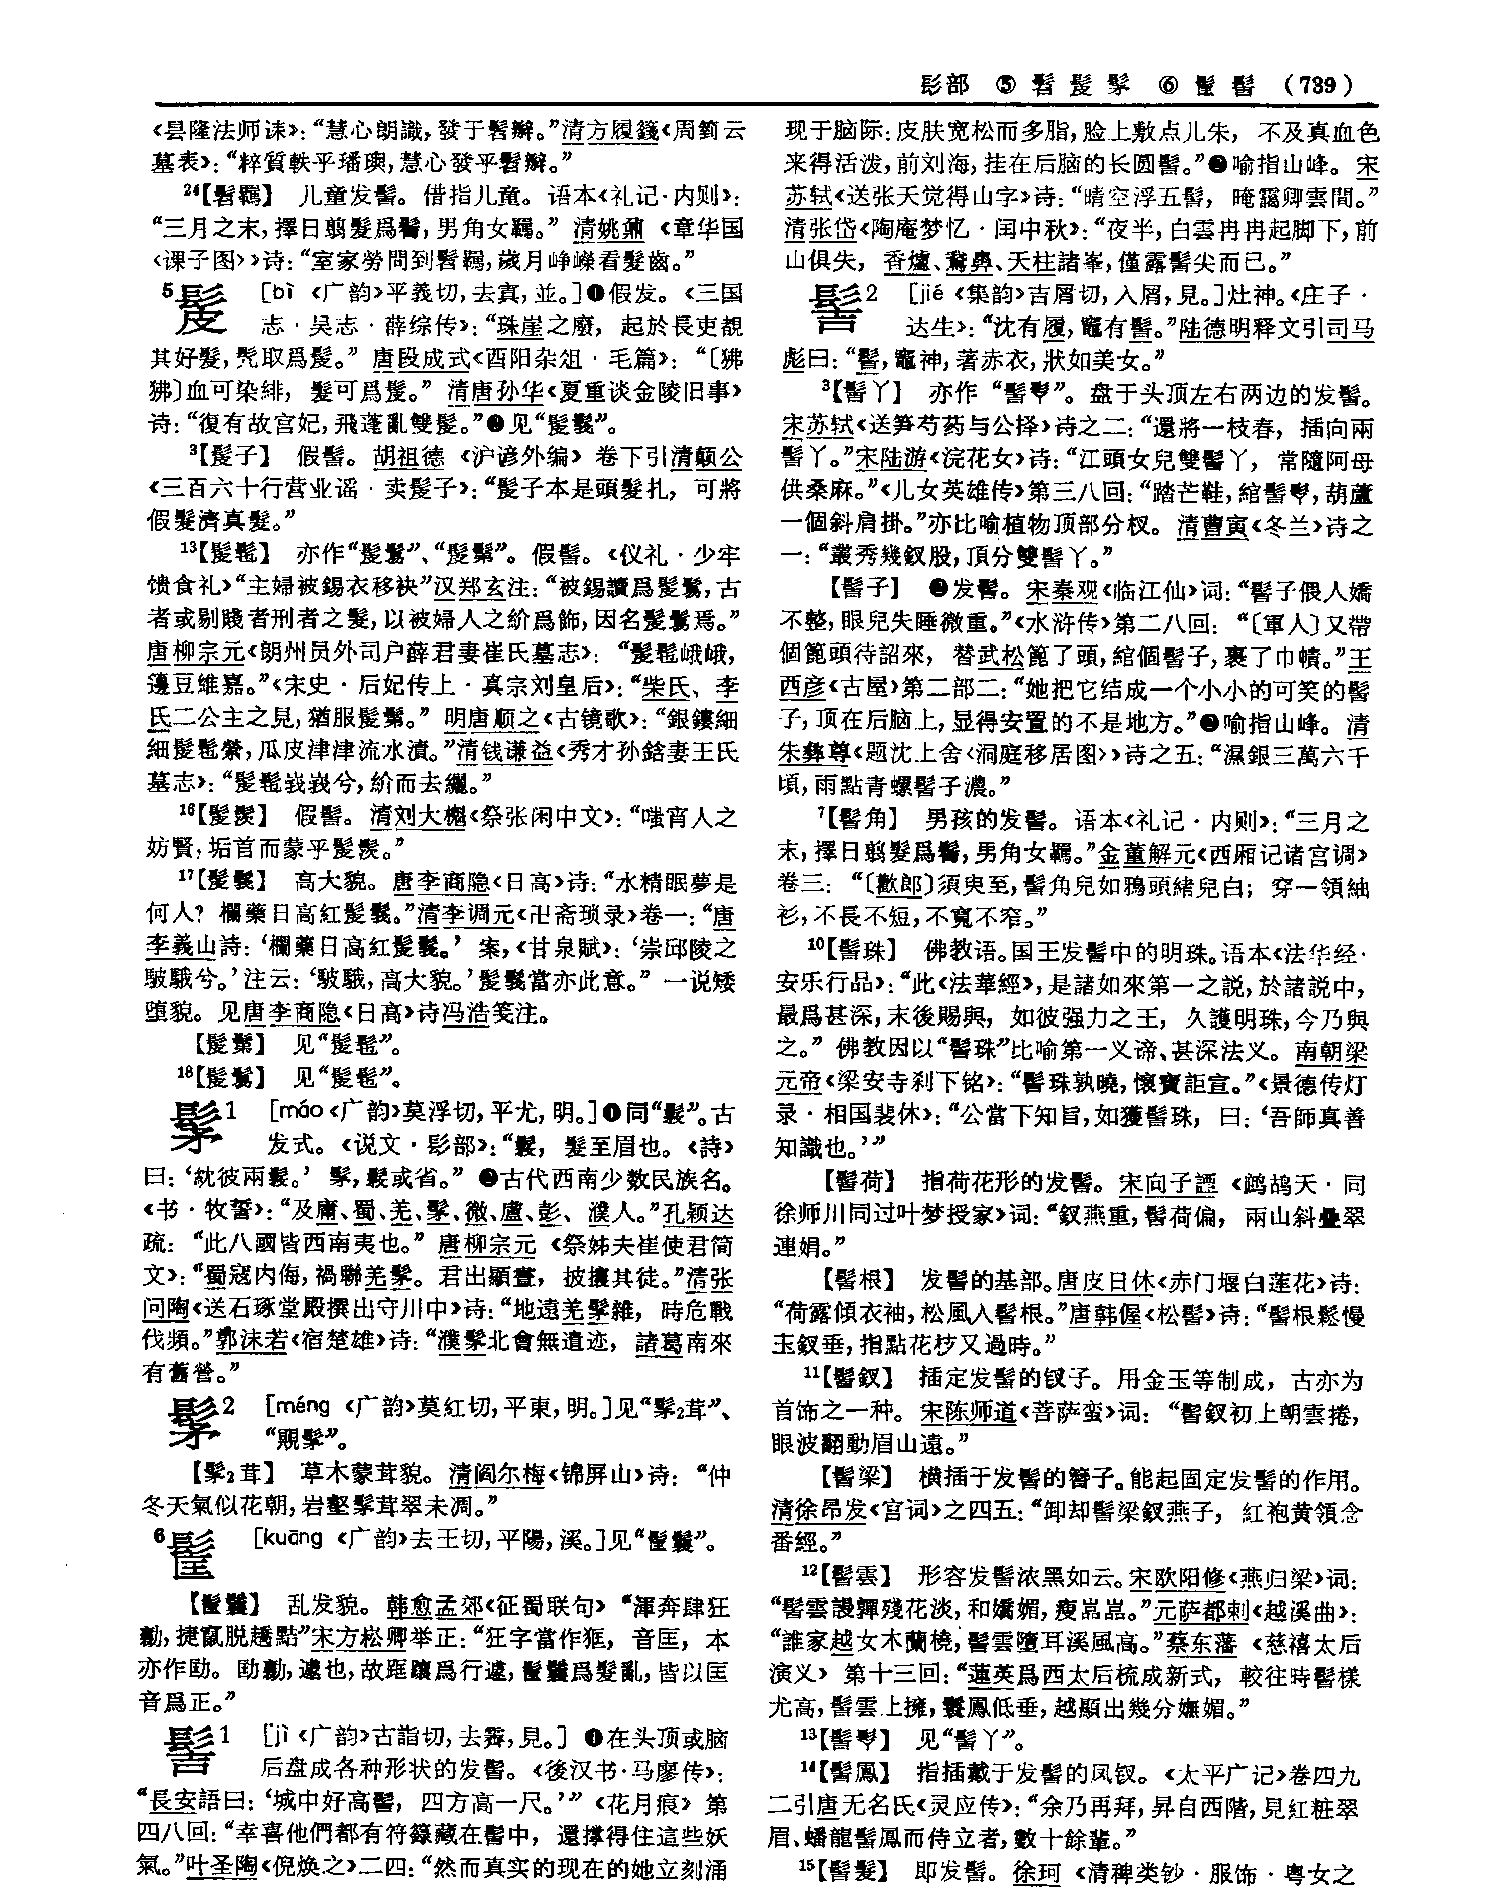 髟部 ⑤ 髫髲髳 ⑥ 髸髻 (739)
《昙隆法师诔》：“慧心朗識，發于髫辮。”清方履籛《周䈞云
墓表》：“粹質軼乎璠璵，慧心發乎髫辮。”
24【髫羈】 儿童发髻。借指儿童。语本《礼记·内则》：
“三月之末，擇日翦髮爲鬌，男角女羈。” 清姚鼐《章华国
〈课子图〉》诗：“室家勞問到髫羈，歲月峥嶸看髮齒。”
5髲 [bì 《广韵》平義切，去寘，並。]❶假发。《三国
志·吴志·薛综传》：“珠崖之廢，起於長吏覩
其好髮，髡取爲髲。” 唐段成式《酉阳杂俎·毛篇》：“〔狒
狒〕血可染緋，髮可爲髲。” 清唐孙华《夏重谈金陵旧事》
诗：“復有故宫妃，飛蓬亂雙髲。”❷见“髲鬖”。
3【髲子】 假髻。胡祖德《沪谚外编》卷下引清颠公
《三百六十行营业谣·卖髲子》：“髲子本是頭髮扎，可將
假髮濟真髮。”
13【髲髢】 亦作“髲鬄”、“髲鬀”。假髻。《仪礼·少牢
馈食礼》“主婦被錫衣移袂”汉郑玄注：“被錫讀爲髲鬄，古
者或剔賤者刑者之髮，以被婦人之紒爲飾，因名髲鬄焉。”
唐柳宗元《朗州员外司户薛君妻崔氏墓志》：“髲髢峨峨，
籩豆維嘉。”《宋史·后妃传上·真宗刘皇后》：“柴氏、李
氏二公主之見，猶服髲鬀。” 明唐顺之《古镜歌》：“銀鏤細
細髲髢縈，瓜皮津津流水漬。”清钱谦益《秀才孙銘妻王氏
墓志》：“髲髢峩峩兮，紒而去纚。”
16【髲髮】 假髻。清刘大櫆《祭张闲中文》：“嗤宵人之
妨賢，垢首而蒙乎髲髮。”
17【髲鬖】 高大貌。唐李商隐《日高》诗：“水精眠夢是
何人？欄藥日高紅髲鬖。”清李调元《卍斋琐录》卷一：“唐
李義山詩：‘欄藥日高紅髲鬖。’ 案，《甘泉賦》：‘崇邱陵之
駊騀兮。’注云：‘駊騀，高大貌。’髲鬖當亦此意。” 一说矮
堕貌。见唐李商隐《日高》诗冯浩笺注。
【髲鬀】 见“髲髢”。
18【髲鬄】 见“髲髢”。
髳1 [máo《广韵》莫浮切，平尤，明。]❶同“髦”。古
发式。《说文·髟部》：“鬏，髮至眉也。《詩》
曰：‘紞彼兩鬏。’ 髳，鬏或省。” ❷古代西南少数民族名。
《书·牧誓》：“及庸、蜀、羌、髳、微、盧、彭、濮人。”孔颖达
疏：“此八國皆西南夷也。” 唐柳宗元《祭姊夫崔使君简
文》：“蜀寇内侮，禍聯羌髳。君出顯晝，披攘其徒。”清张
问陶《送石琢堂殿撰出守川中》诗：“地遠羌髳雜，時危戰
伐頻。”郭沫若《宿楚雄》诗：“濮髳北會無遺迹，諸葛南來
有舊營。”
髳2 [méng 《广韵》莫紅切，平東，明。]见“髳2茸”、
“覭髳”。
【髳2茸】 草木蒙茸貌。清阎尔梅《锦屏山》诗：“仲
冬天氣似花朝，岩壑髳茸翠未凋。”
6髸 [kuāng 《广韵》去王切，平陽，溪。]见“髸鬤”。
【髸鬤】 乱发貌。韩愈孟郊《征蜀联句》“渾奔肆狂
勷，捷竄脱趫黠”宋方崧卿举正：“狂字當作㹵，音匡，本
亦作劻。劻勷，遽也，故距躟爲行遽，髸鬤爲髮亂，皆以匡
音爲正。”
髻1 [jì《广韵》古詣切，去霽，見。] ❶在头顶或脑
后盘成各种形状的发髻。《後汉书·马廖传》：
“長安語曰：‘城中好高髻，四方高一尺。’”《花月痕》第
四八回：“幸喜他們都有符籙藏在髻中，還撑得住這些妖
氣。”叶圣陶《倪焕之》二四：“然而真实的现在的她立刻涌
现于脑际：皮肤宽松而多脂，脸上敷点儿朱，不及真血色
来得活泼，前刘海，挂在后脑的长圆髻。”❷喻指山峰。宋
苏轼《送张天觉得山字》诗：“晴空浮五髻，晻靄卿雲間。”
清张岱《陶庵梦忆·闰中秋》：“夜半，白雲冉冉起脚下，前
山俱失，香爐、鵞鼻、天柱諸峯，僅露髻尖而已。”
髻2 [jié《集韵》吉屑切，入屑，見。]灶神。《庄子·
达生》：“沈有履，竈有髻。”陆德明释文引司马
彪曰：“髻，竈神，著赤衣，狀如美女。”
3【髻丫】 亦作“髻髾”。盘于头顶左右两边的发髻。
宋苏轼《送笋芍药与公择》诗之二：“還將一枝春，插向兩
髻丫。”宋陆游《浣花女》诗：“江頭女兒雙髻丫，常隨阿母
供桑麻。”《儿女英雄传》第三八回：“踏芒鞋，綰髻髾，葫蘆
一個斜肩掛。”亦比喻植物顶部分杈。清曹寅《冬兰》诗之
一：“叢秀幾釵股，頂分雙髻丫。”
【髻子】 ❶发髻。宋秦观《临江仙》词：“髻子偎人嬌
不整，眼兒失睡微重。”《水浒传》第二八回：“〔軍人〕又帶
個篦頭待詔來，替武松篦了頭，綰個髻子，裹了巾幘。”王
西彦《古屋》第二部二：“她把它结成一个小小的可笑的髻
子，顶在后脑上，显得安置的不是地方。”❷喻指山峰。清
朱彝尊《题沈上舍〈洞庭移居图〉》诗之五：“濕銀三萬六千
頃，雨點青螺髻子濃。”
7【髻角】 男孩的发髻。语本《礼记·内则》：“三月之
末，擇日翦髮爲鬌，男角女羈。”金董解元《西厢记诸宫调》
卷三：“〔歡郎〕須臾至，髻角兒如鴉頭緒兒白；穿一領紬
衫，不長不短，不寬不窄。”
10【髻珠】 佛教语。国王发髻中的明珠。语本《法华经·
安乐行品》：“此《法華經》，是諸如來第一之説，於諸説中，
最爲甚深，末後賜與，如彼强力之王，久護明珠，今乃與
之。” 佛教因以“髻珠”比喻第一义谛、甚深法义。南朝梁
元帝《梁安寺刹下铭》：“髻珠孰曉，懷寶詎宣。”《景德传灯
录·相国裴休》：“公當下知旨，如獲髻珠，曰：‘吾師真善
知識也。’”
【髻荷】 指荷花形的发髻。宋向子諲《鹧鸪天·同
徐师川同过叶梦授家》词：“釵燕重，髻荷偏，兩山斜疊翠
連娟。”
【髻根】 发髻的基部。唐皮日休《赤门堰白莲花》诗：
“荷露傾衣袖，松風入髻根。”唐韩偓《松髻》诗：“髻根鬆慢
玉釵垂，指點花枝又過時。”
11【髻釵】 插定发髻的钗子。用金玉等制成，古亦为
首饰之一种。宋陈师道《菩萨蛮》词：“髻釵初上朝雲捲，
眼波翻動眉山遠。”
【髻梁】 横插于发髻的簪子。能起固定发髻的作用。
清徐昂发《宫词》之四五：“卸却髻梁釵燕子，紅袍黄領念
番經。”
12【髻雲】 形容发髻浓黑如云。宋欧阳修《燕归梁》词：
“髻雲謾軃殘花淡，和嬌媚，瘦嵓嵓。”元萨都剌《越溪曲》：
“誰家越女木蘭橈，髻雲墮耳溪風高。”蔡东藩《慈禧太后
演义》第十三回：“蓮英爲西太后梳成新式，較往時髻樣
尤高，髻雲上擁，鬟鳳低垂，越顯出幾分嫵媚。”
13【髻髾】 见“髻丫”。
14【髻鳳】 指插戴于发髻的凤钗。《太平广记》卷四九
二引唐无名氏《灵应传》：“余乃再拜，昇自西階，見紅粧翠
眉、蟠龍髻鳳而侍立者，數十餘輩。”
15【髻髮】 即发髻。徐珂《清稗类钞·服饰·粤女之